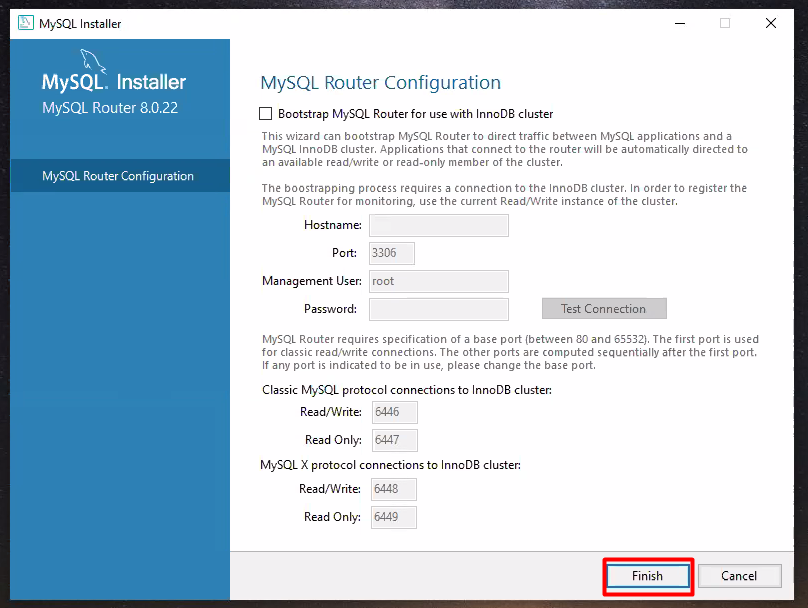 MySQL Installer
MySQL® Installer
MySQL Router 8.0.22
MySQL Router Configuration
MySQL Router Configuration
Bootstrap MySQL Router for use with InnoDB cluster
This wizard can bootstrap MySQL Router to direct traffic between MySQL applications and a
MySQL InnoDB cluster. Applications that connect to the router will be automatically directed to
an available read/write or read-only member of the cluster.
The boostrapping process requires a connection to the InnoDB cluster. In order to register the
MySQL Router for monitoring, use the current Read/Write instance of the cluster.
Hostname:
Port: 3306
Management User: root
Password:
Test Connection
MySQL Router requires specification of a base port (between 80 and 65532). The first port is used
for classic read/write connections. The other ports are computed sequentially after the first port.
If any port is indicated to be in use, please change the base port.
Classic MySQL protocol connections to InnoDB cluster:
Read/Write: 6446
Read Only: 6447
MySQL X protocol connections to InnoDB cluster:
Read/Write: 6448
Read Only: 6449
Finish Cancel